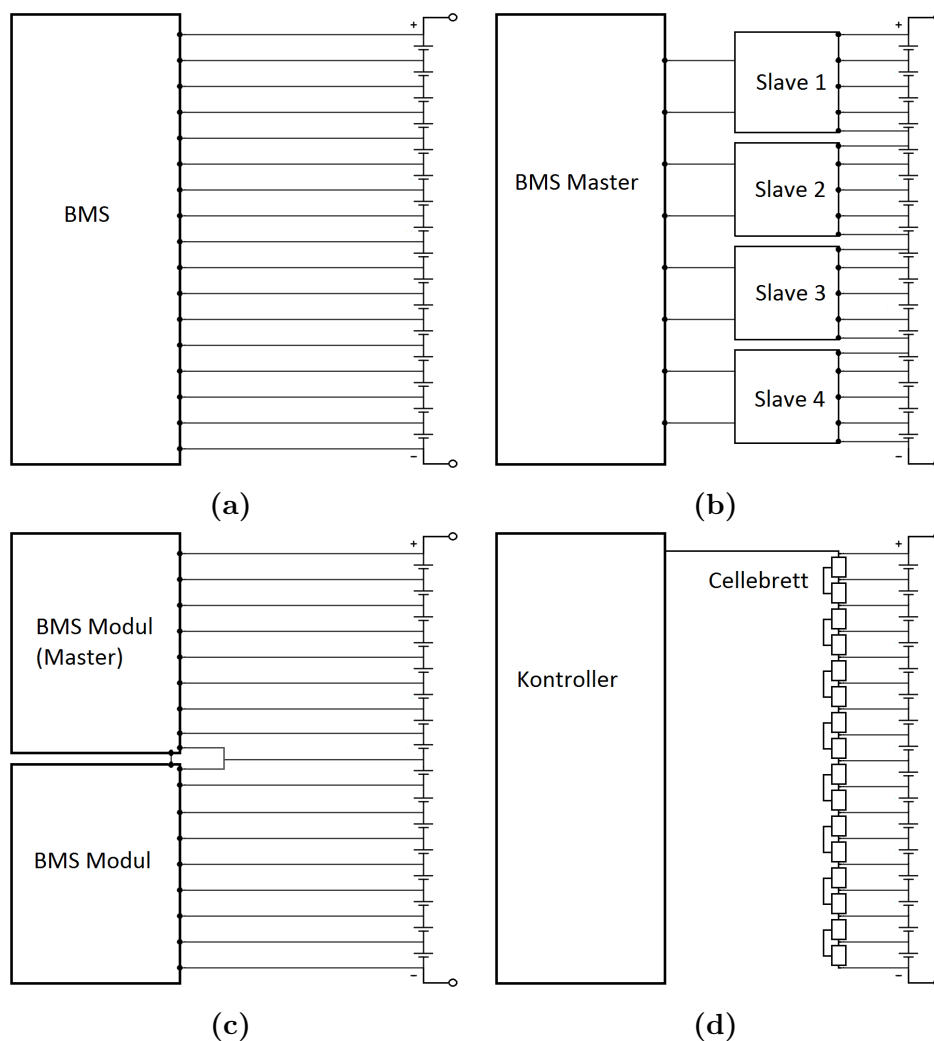 +
BMS
−
(a)
+
BMS Master
Slave 1
Slave 2
Slave 3
Slave 4
−
(b)
+
BMS Modul
(Master)
BMS Modul
−
(c)
+
Cellebrett
Kontroller
−
(d)